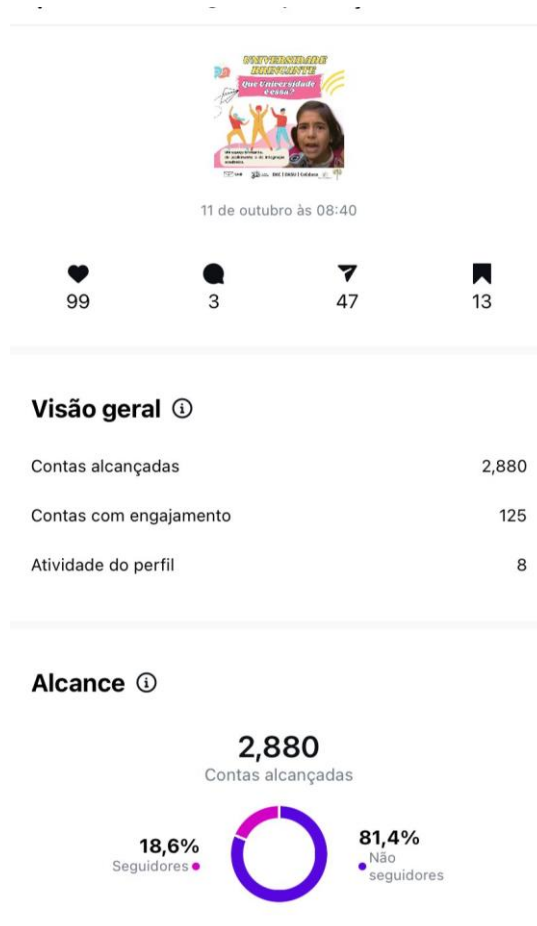 UNIVERSIDADE
BRINCANTE
Que Universidade
é essa?
11 de outubro às 08:40
99
3
47
13
Visão geral
Contas alcançadas
2,880
Contas com engajamento
125
Atividade do perfil
8
Alcance
2,880
Contas alcançadas
18,6%
Seguidores
81,4%
Não
seguidores